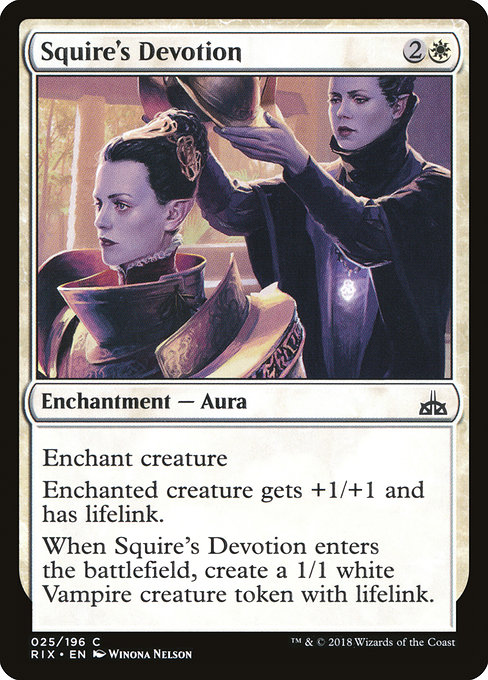 Squire's Devotion 2
Enchantment — Aura
Enchant creature
Enchanted creature gets +1/+1 and
has lifelink.
When Squire's Devotion enters
the battlefield, create a 1/1 white
Vampire creature token with lifelink.
025/196 C
RIX • EN Winona Nelson
™ & © 2018 Wizards of the Coast